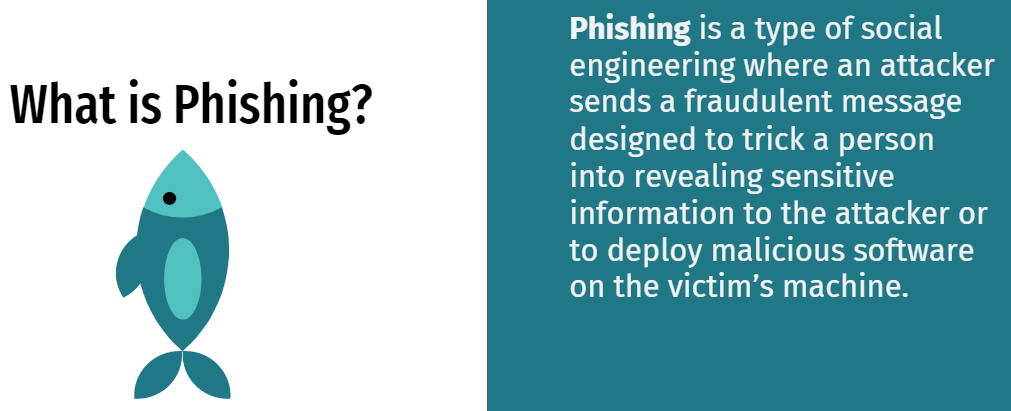 What is Phishing?
Phishing is a type of social
engineering where an attacker
sends a fraudulent message
designed to trick a person
into revealing sensitive
information to the attacker or
to deploy malicious software
on the victim’s machine.